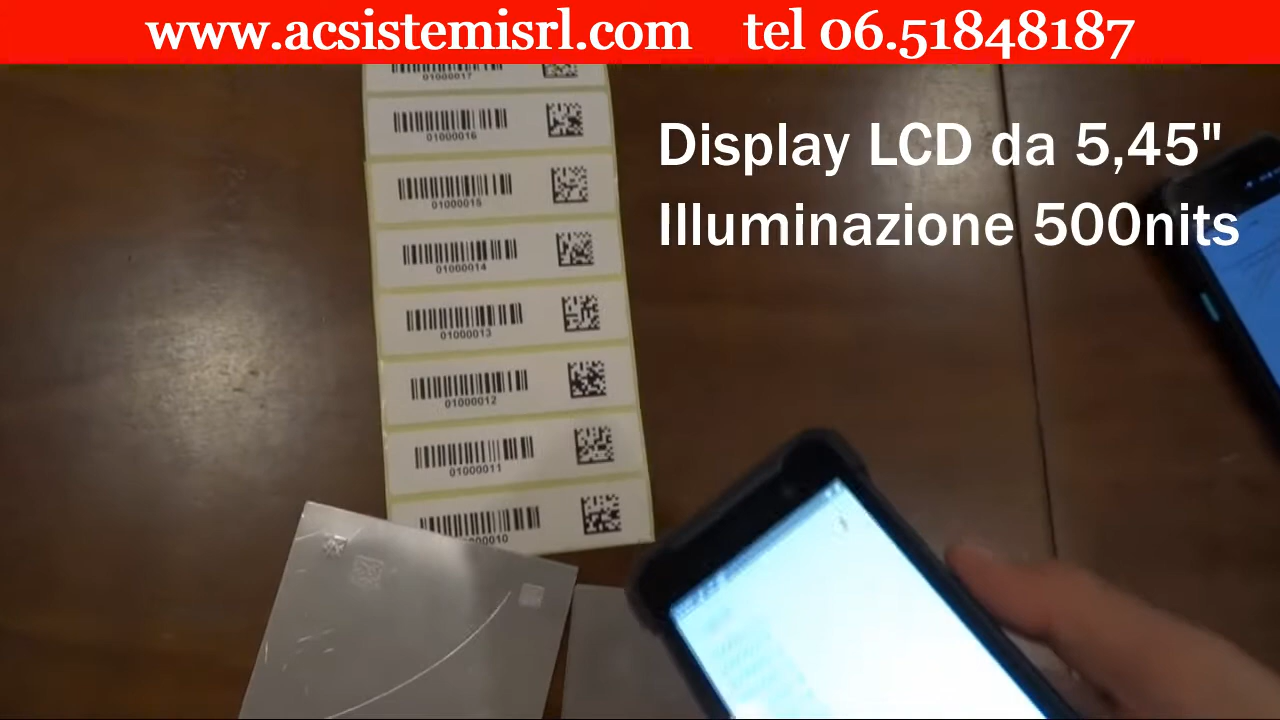 www.acsistemisrl.com tel 06.51848187
Display LCD da 5,45"
Illuminazione 500nits
01000017
01000016
01000015
01000014
01000013
01000012
01000011
000010